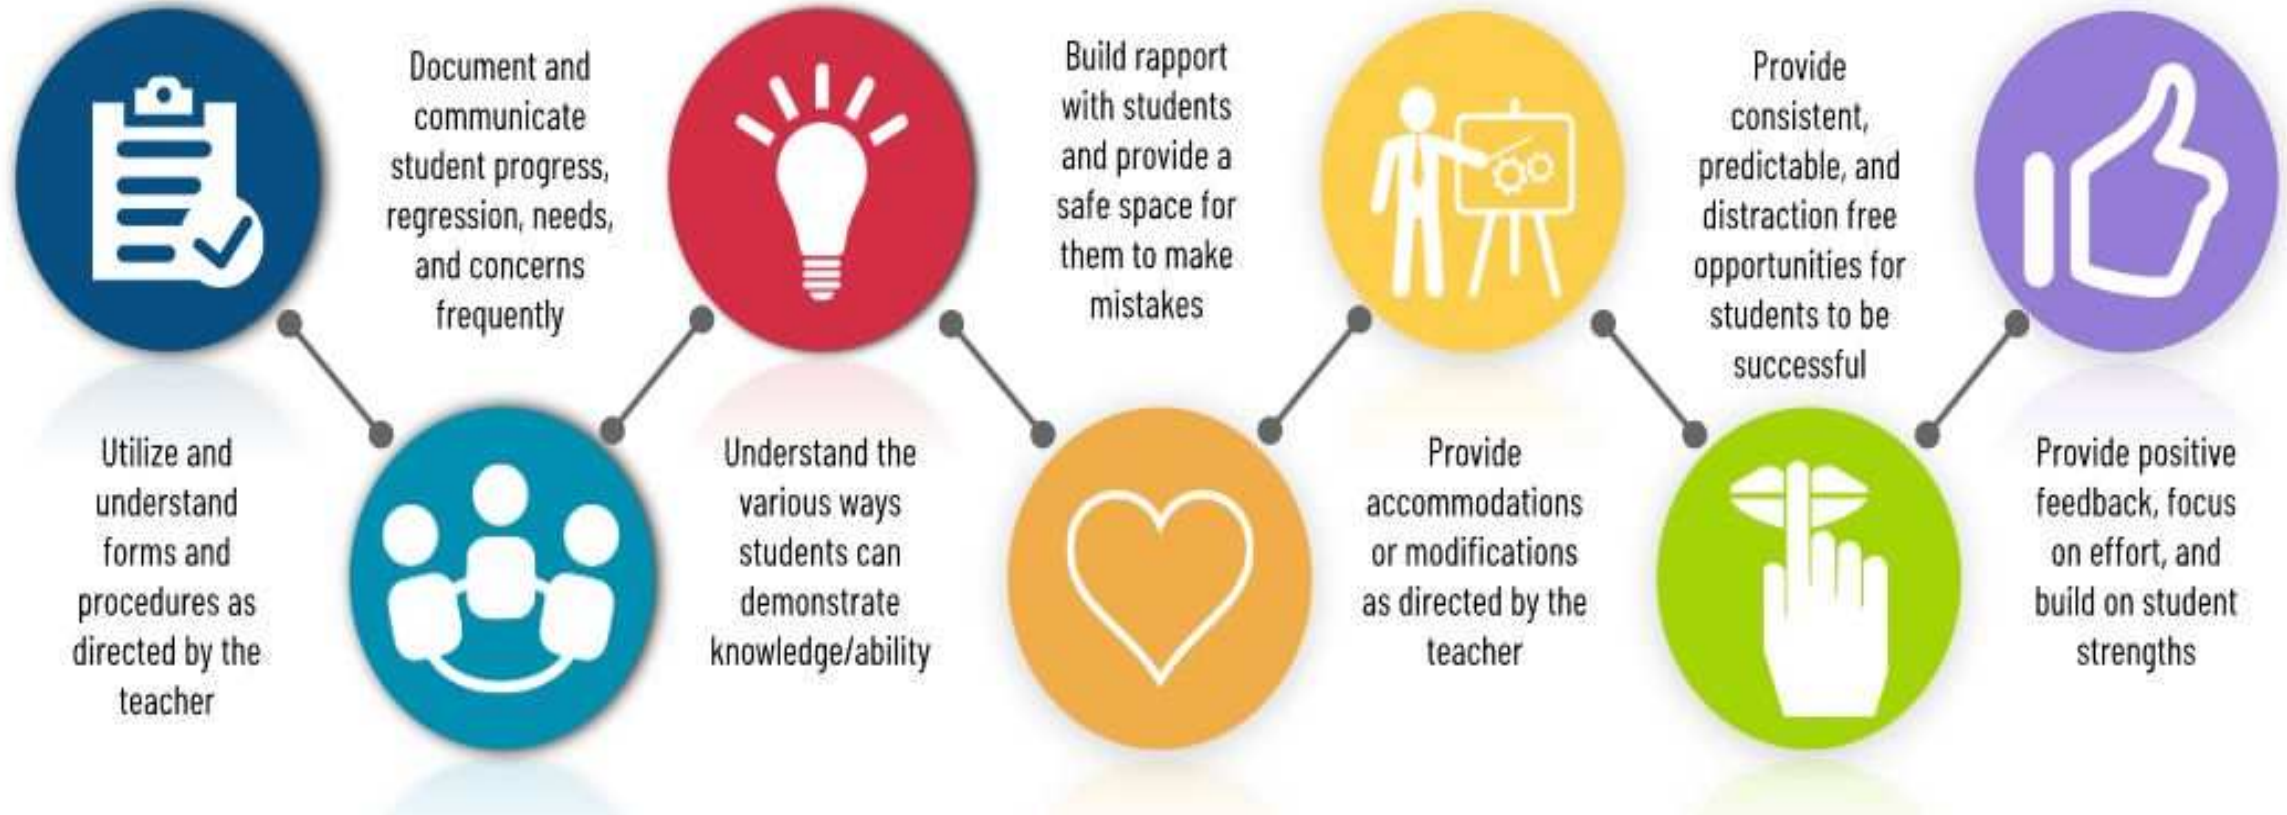 Utilize and
understand
forms and
procedures as
directed by the
teacher
Document and
communicate
student progress,
regression, needs,
and concerns
frequently
Understand the
various ways
students can
demonstrate
knowledge/ability
Build rapport
with students
and provide a
safe space for
them to make
mistakes
Provide
accommodations
or modifications
as directed by the
teacher
Provide
consistent,
predictable, and
distraction free
opportunities for
students to be
successful
Provide positive
feedback, focus
on effort, and
build on student
strengths